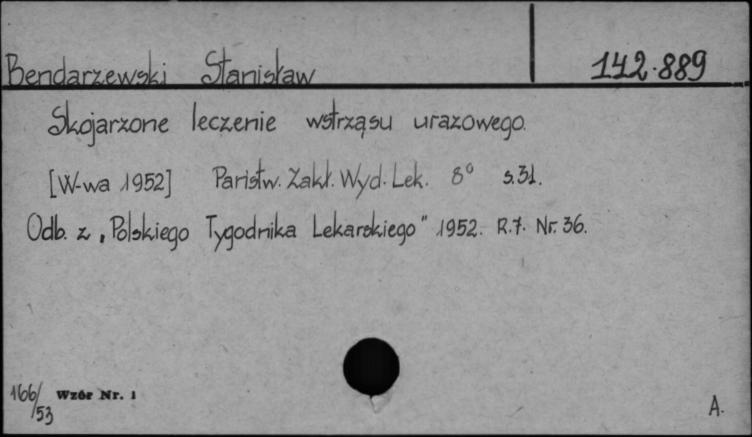 Bendarzewski Stanisław 142.889
Skojarzone leczenie wstrząsu urazowego.
[W-wa 1952] Państw. Zakł. Wyd. Lek. 8° s. 31.
Odb. z „Polskiego Tygodnika Lekarskiego" 1952. R.7. Nr. 36.
166/53 Wzór Nr. 1
A.